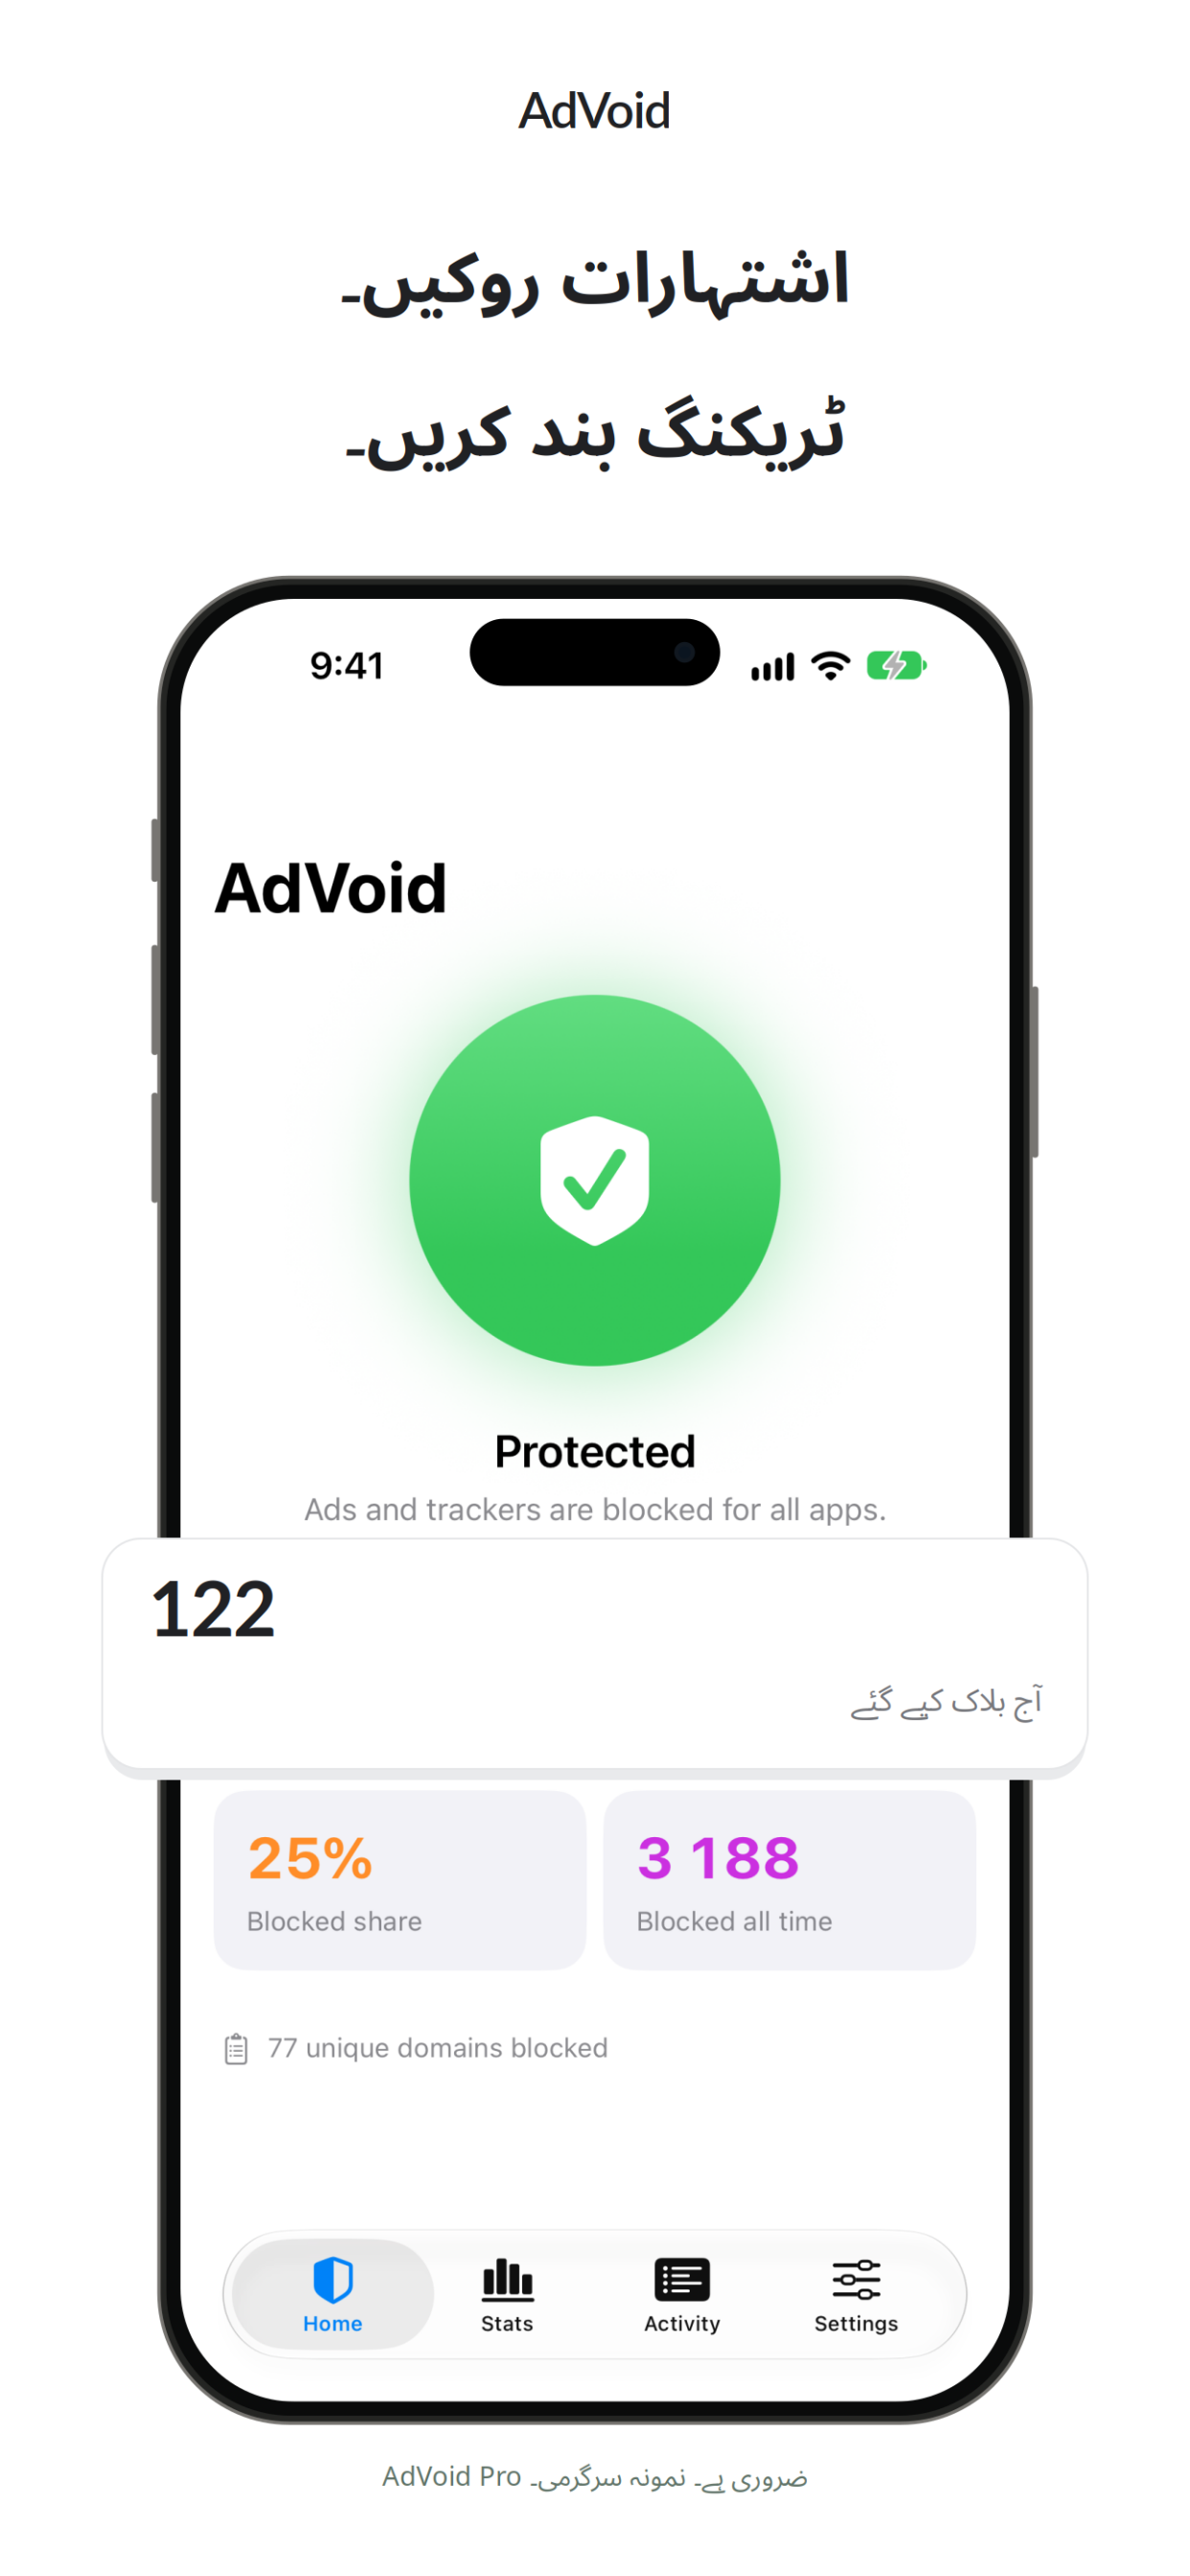 AdVoid
اشتہارات روکیں۔
ٹریکنگ بند کریں۔
9:41
AdVoid
Protected
Ads and trackers are blocked for all apps.
122
آج بلاک کیے گئے
25%
Blocked share
3 188
Blocked all time
77 unique domains blocked
Home
Stats
Activity
Settings
AdVoid Pro ضروری ہے۔ نمونہ سرگرمی۔